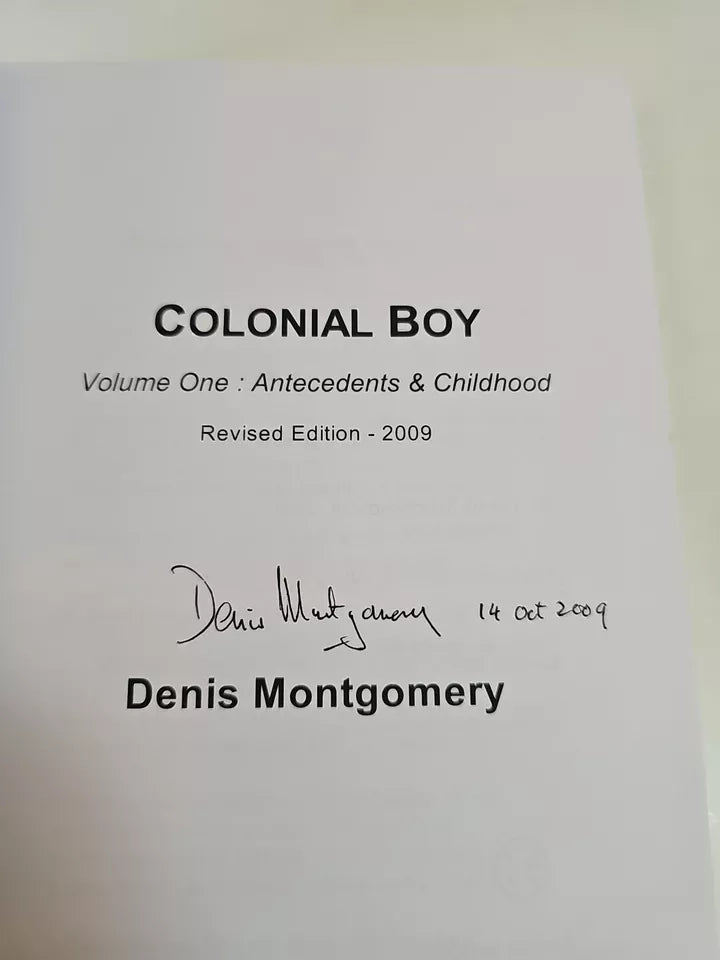 COLONIAL BOY
Volume One : Antecedents & Childhood
Revised Edition - 2009
Denis Montgomery 14 Oct 2009
Denis Montgomery